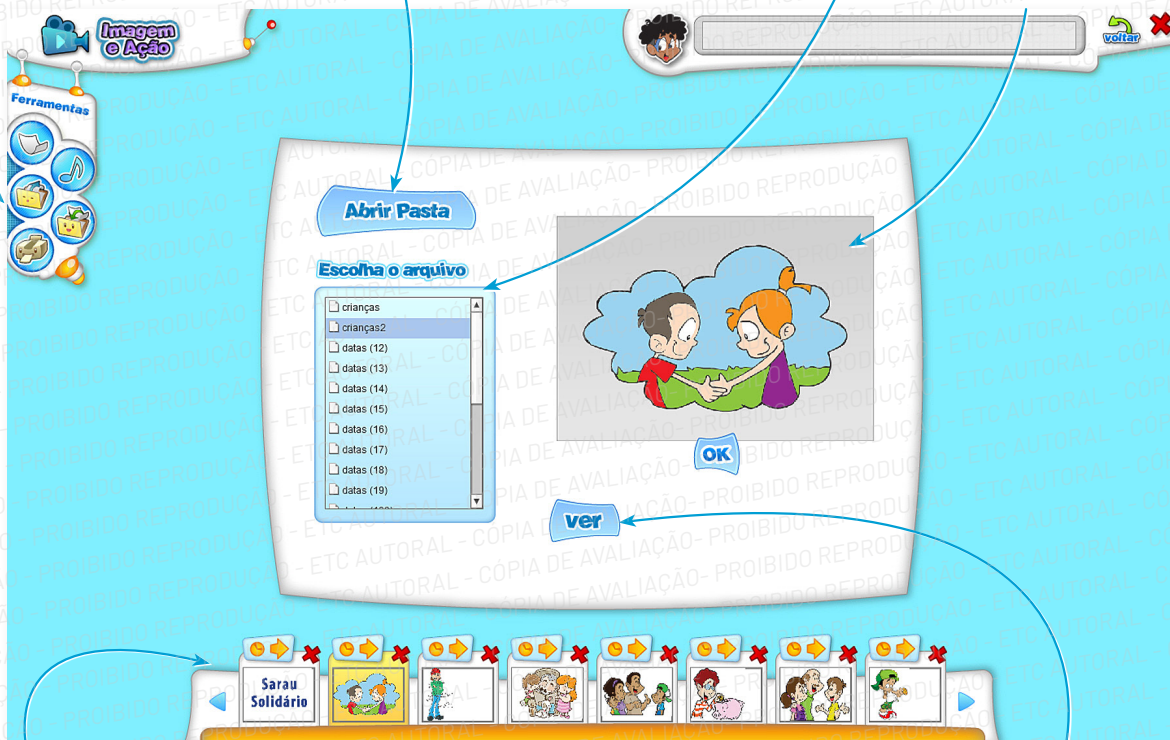 Imagem
e Ação
voltar
Ferramentas
Abrir Pasta
Escolha o arquivo
crianças
crianças2
datas (12)
datas (13)
datas (14)
datas (15)
datas (16)
datas (17)
datas (18)
datas (19)
OK
ver
Sarau
Solidário
CÓPIA DE AVALIAÇÃO- PROIBIDO REPRODUÇÃO - ETC AUTORAL